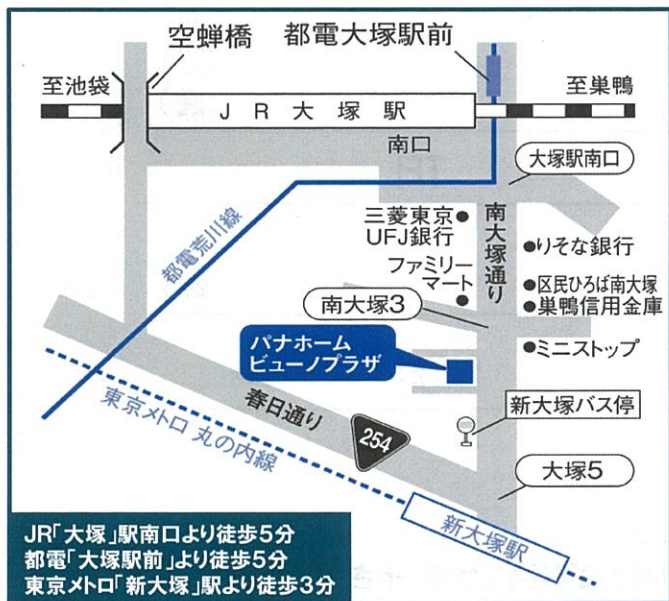 空蝉橋
都電大塚駅前
至池袋
至巣鴨
JR大塚駅
南口
大塚駅南口
都電荒川線
三菱東京
UFJ銀行
南大塚通り
りそな銀行
ファミリー
マート
区民ひろば南大塚
巣鴨信用金庫
南大塚3
パナホーム
ビューノプラザ
ミニストップ
春日通り
254
新大塚バス停
東京メトロ 丸の内線
大塚5
新大塚駅
JR「大塚」駅南口より徒歩5分
都電「大塚駅前」より徒歩5分
東京メトロ「新大塚」駅より徒歩3分